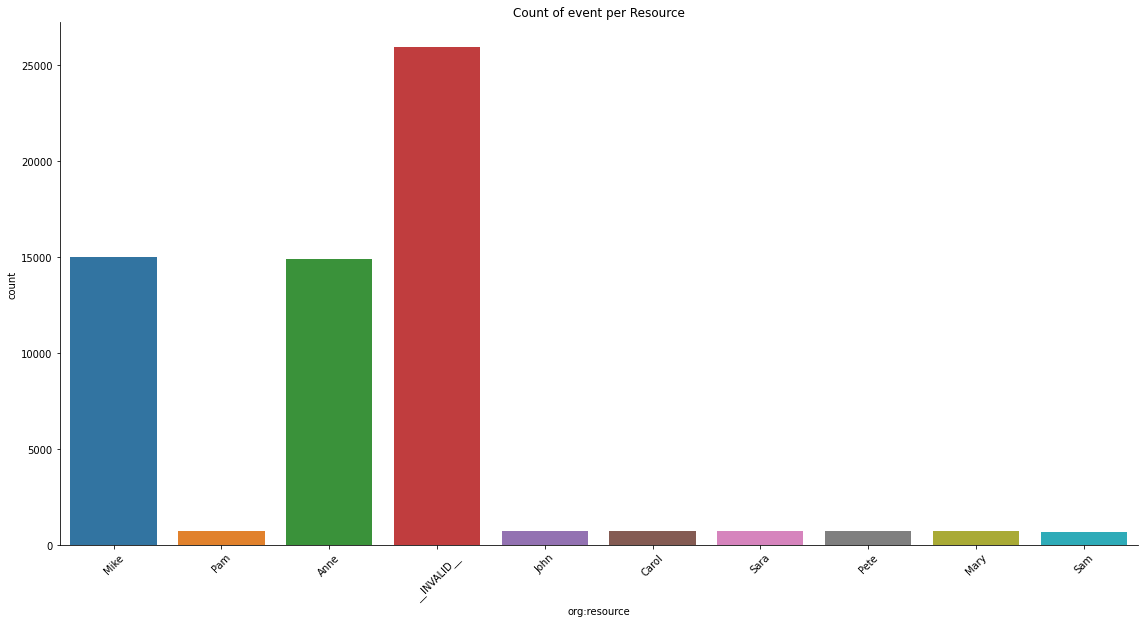 Count of event per Resource
25000
20000
15000
10000
5000
0
count
Mike
Pam
Anne
__INVALID__
John
Carol
Sara
Pete
Mary
Sam
org:resource